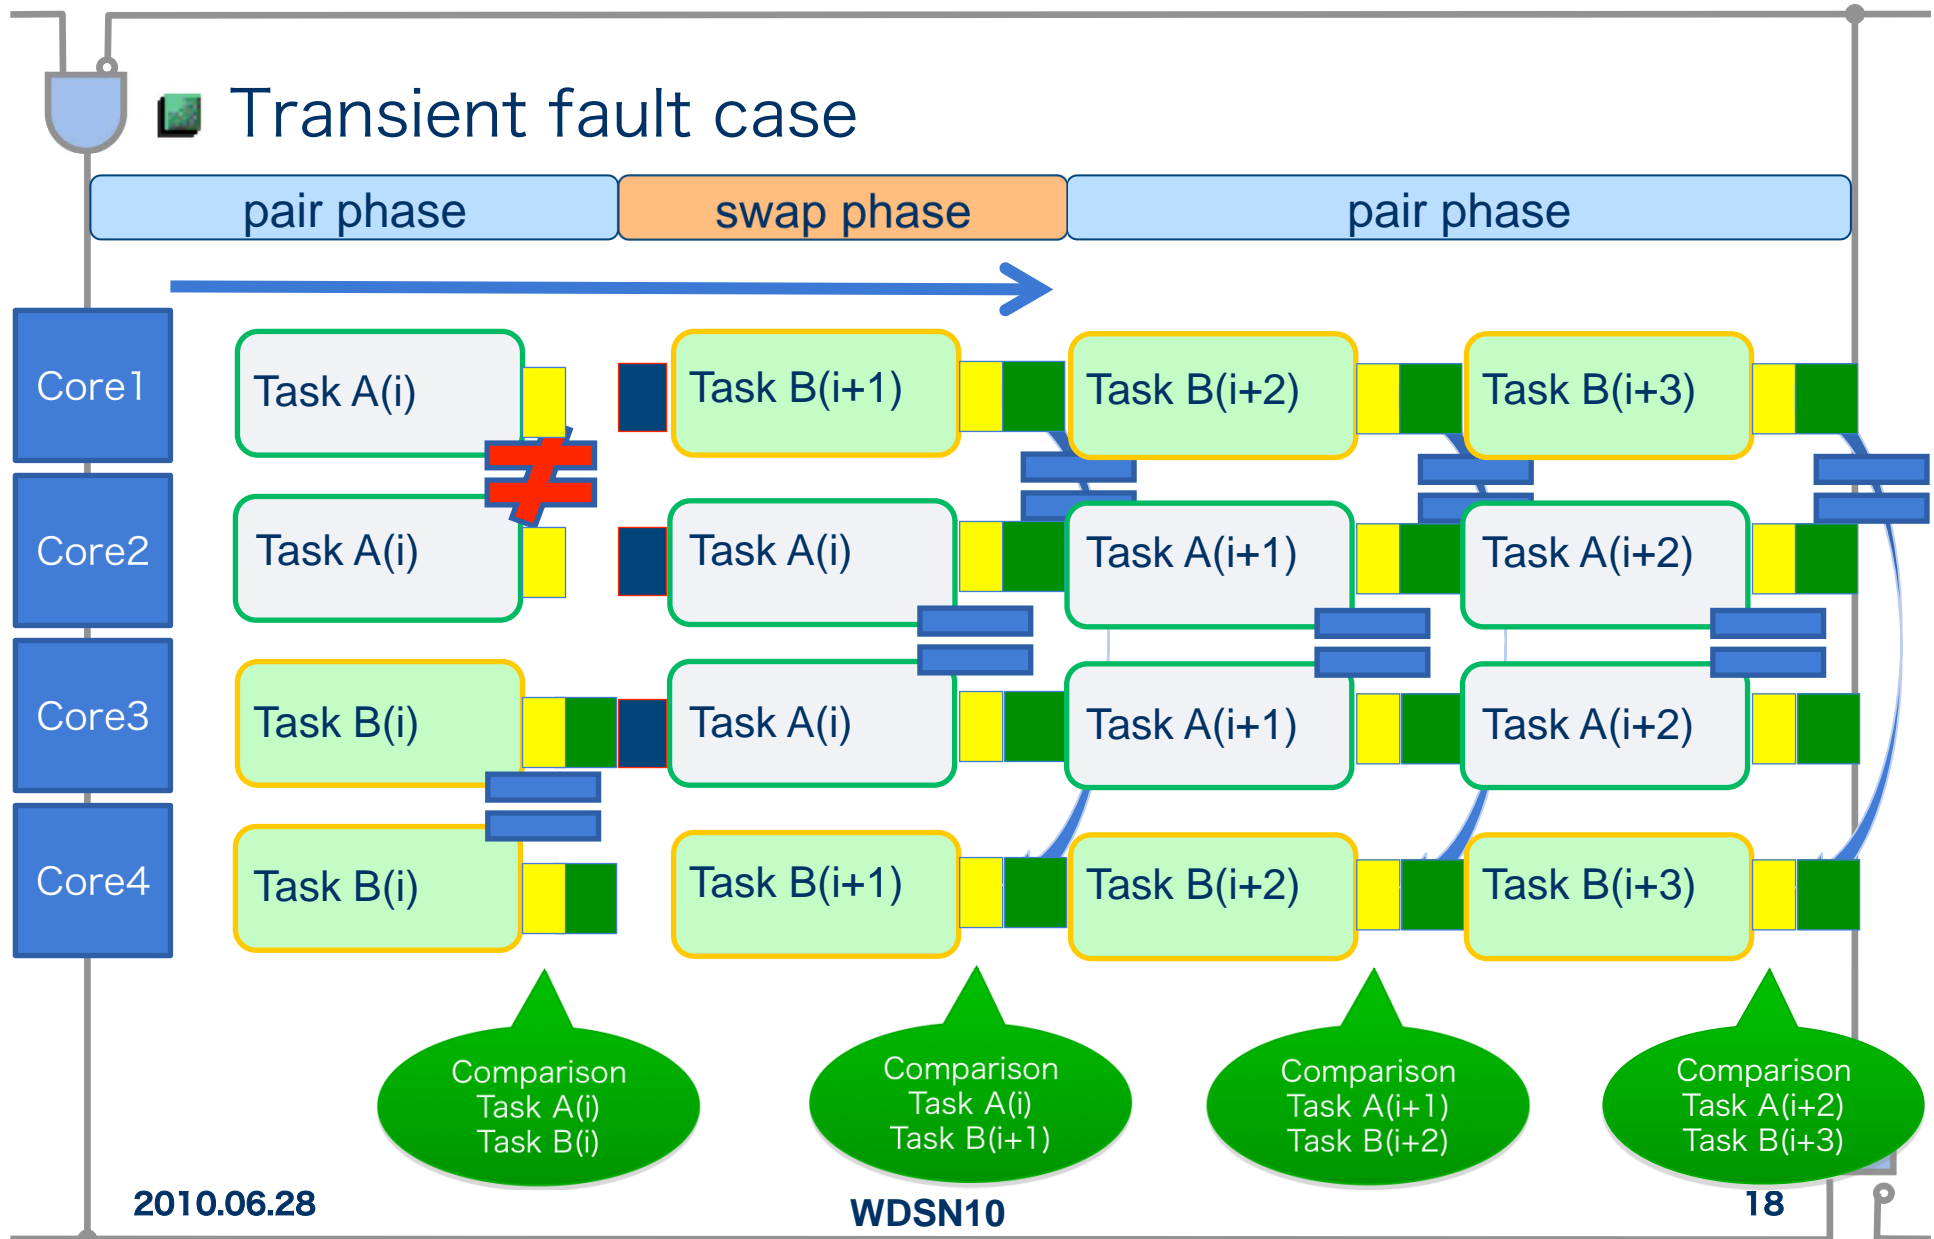 Transient fault case
pair phase
swap phase
pair phase
Core1
Task A(i)
Task B(i+1)
Task B(i+2)
Task B(i+3)
Core2
Task A(i)
Task A(i)
Task A(i+1)
Task A(i+2)
Core3
Task B(i)
Task A(i)
Task A(i+1)
Task A(i+2)
Core4
Task B(i)
Task B(i+1)
Task B(i+2)
Task B(i+3)
Comparison
Task A(i)
Task B(i)
Comparison
Task A(i)
Task B(i+1)
Comparison
Task A(i+1)
Task B(i+2)
Comparison
Task A(i+2)
Task B(i+3)
2010.06.28
WDSN10
18